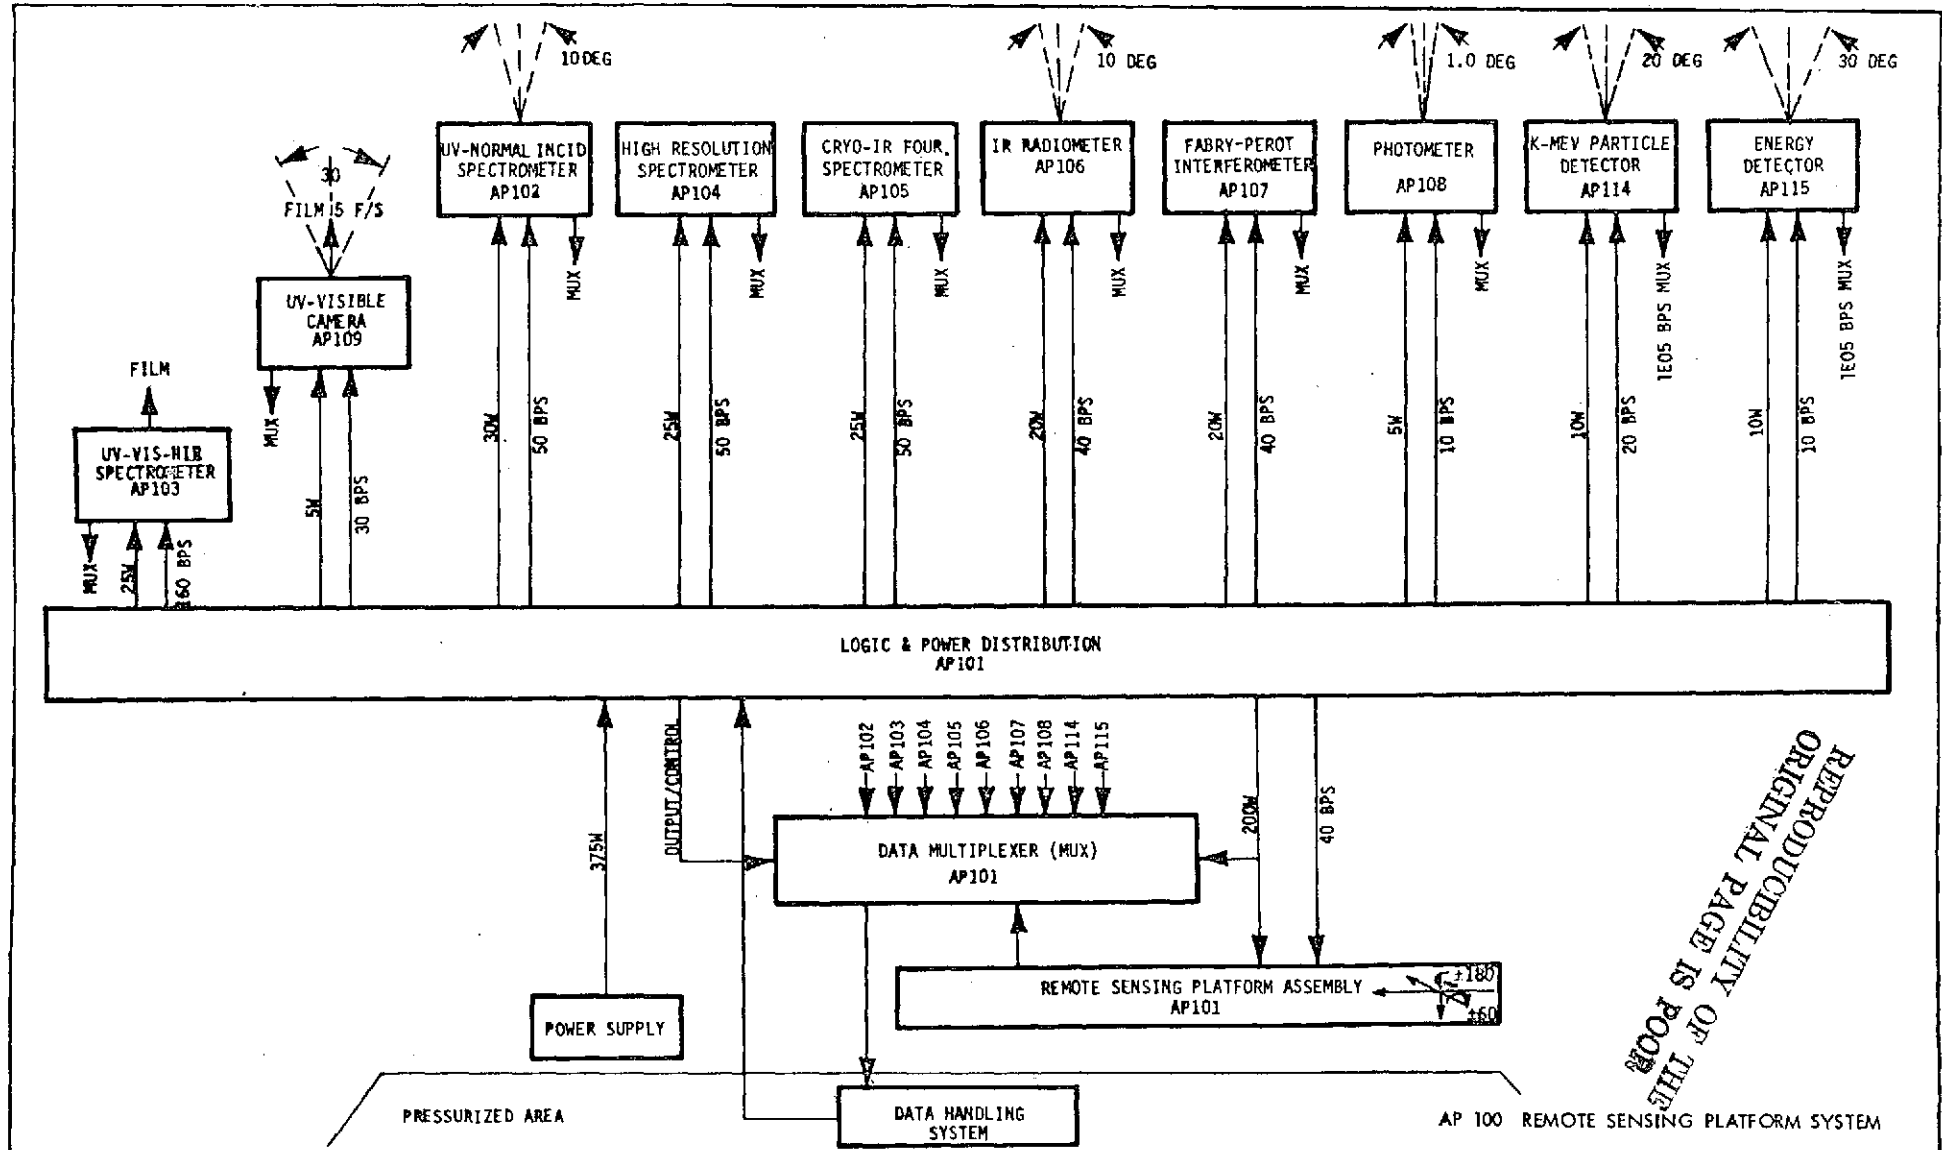 10 DEG
10 DEG
1.0 DEG
20 DEG
30 DEG
UV-NORMAL INCID
SPECTROMETER
AP102
HIGH RESOLUTION
SPECTROMETER
AP104
CRYO-IR FOUR.
SPECTROMETER
AP105
IR RADIOMETER
AP106
FABRY-PEROT
INTERFEROMETER
AP107
PHOTOMETER
AP108
K-MEV PARTICLE
DETECTOR
AP114
ENERGY
DETECTOR
AP115
30
FILM 5 F/S
UV-VISIBLE
CAMERA
AP109
FILM
UV-VIS-NIR
SPECTROMETER
AP103
MUX
25W
160 BPS
MUX
5W
30 BPS
30W
50 BPS
MUX
25W
50 BPS
MUX
25W
50 BPS
MUX
20W
40 BPS
MUX
20W
40 BPS
MUX
5W
10 BPS
MUX
10W
20 BPS
1E05 BPS MUX
10W
10 BPS
1E05 BPS MUX
LOGIC & POWER DISTRIBUTION
AP101
375W
OUTPUT/CONTROL
AP102
AP103
AP104
AP105
AP106
AP107
AP108
AP114
AP115
200W
40 BPS
DATA MULTIPLEXER (MUX)
AP101
REMOTE SENSING PLATFORM ASSEMBLY
AP101
±180
±60
POWER SUPPLY
PRESSURIZED AREA
DATA HANDLING
SYSTEM
AP 100 REMOTE SENSING PLATFORM SYSTEM
REPRODUCIBILITY OF THE
ORIGINAL PAGE IS POOR